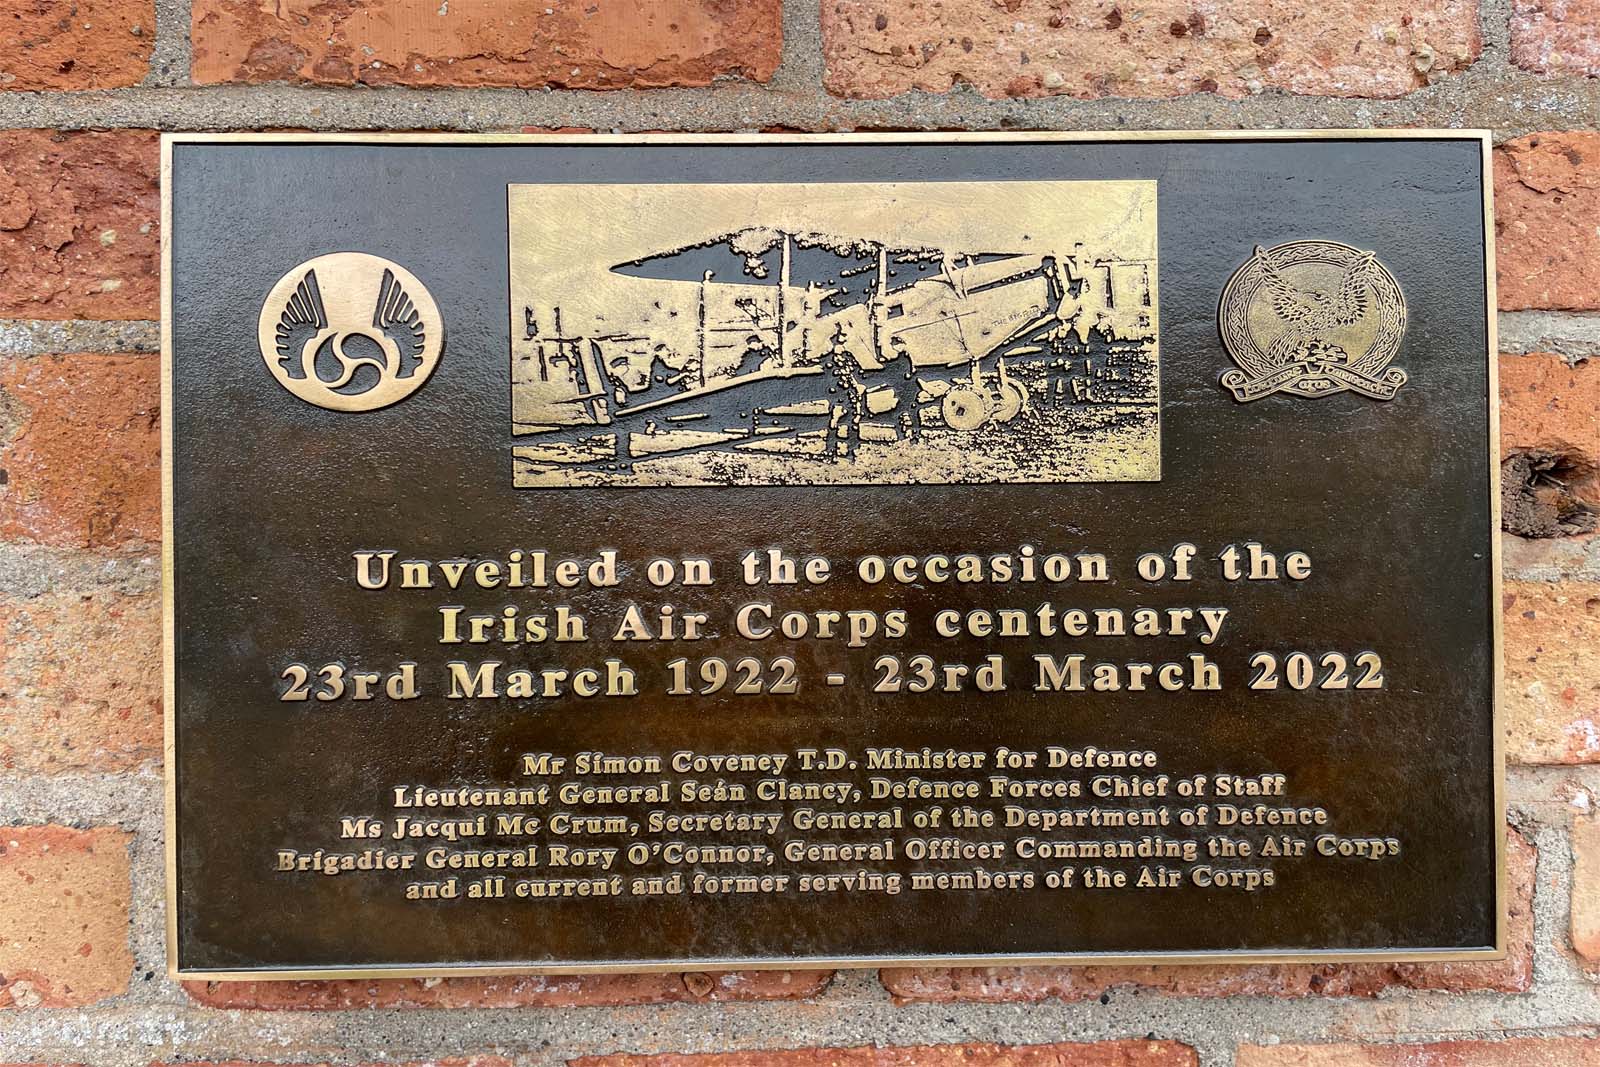 THE BIG
Unveiled on the occasion of the
Irish Air Corps centenary
23rd March 1922 - 23rd March 2022
Mr Simon Coveney T.D. Minister for Defence
Lieutenant General Seán Clancy, Defence Forces Chief of Staff
Ms Jacqui Mc Crum, Secretary General of the Department of Defence
Brigadier General Rory O'Connor, General Officer Commanding the Air Corps
and all current and former serving members of the Air Corps